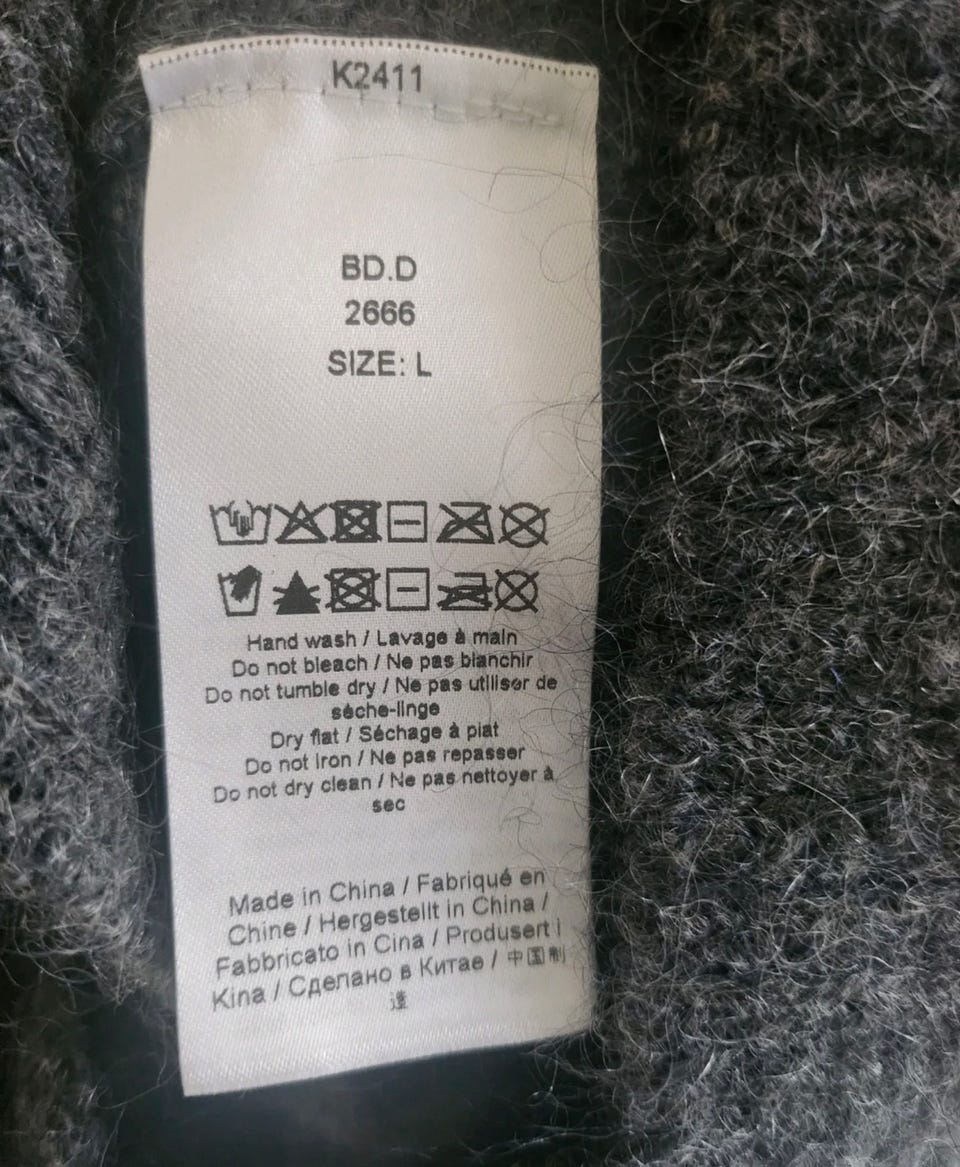 K2411
BD.D
2666
SIZE: L
Hand wash / Lavage à main
Do not bleach / Ne pas blanchir
Do not tumble dry / Ne pas utiliser de
sèche-linge
Dry flat / Séchage à plat
Do not Iron / Ne pas repasser
Do not dry clean / Ne pas nettoyer à
sec
Made in China / Fabriqué en
Chine / Hergestellt in China /
Fabbricato in Cina / Produsert i
Kina / Сделано в Китае / 中国制
達